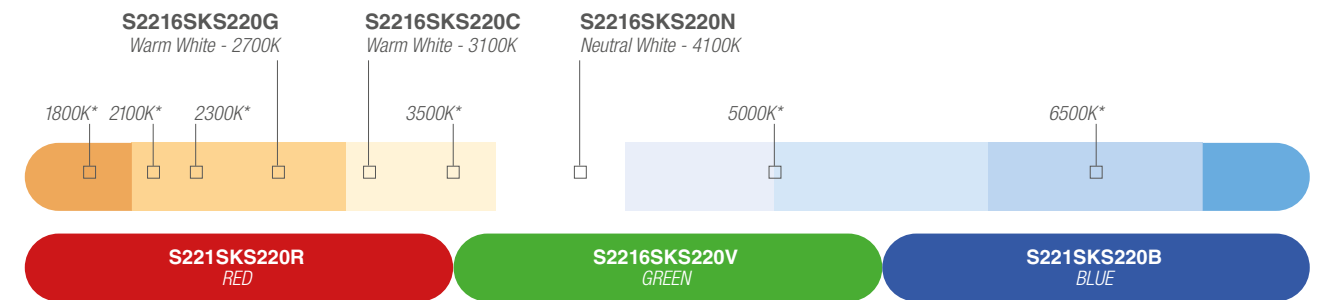 S2216SKS220G
Warm White - 2700K
S2216SKS220C
Warm White - 3100K
S2216SKS220N
Neutral White - 4100K
1800K* 2100K* 2300K* 3500K* 5000K* 6500K*
S221SKS220R
RED
S2216SKS220V
GREEN
S221SKS220B
BLUE